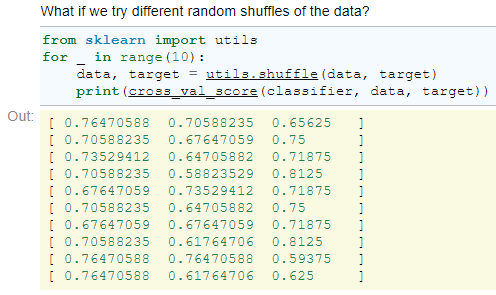 What if we try different random shuffles of the data?
from sklearn import utils
for _ in range(10):
    data, target = utils.shuffle(data, target)
    print(cross_val_score(classifier, data, target))
Out:
[ 0.76470588  0.70588235  0.65625   ]
[ 0.70588235  0.67647059  0.75      ]
[ 0.73529412  0.64705882  0.71875   ]
[ 0.70588235  0.58823529  0.8125    ]
[ 0.67647059  0.73529412  0.71875   ]
[ 0.70588235  0.64705882  0.75      ]
[ 0.67647059  0.67647059  0.71875   ]
[ 0.70588235  0.61764706  0.8125    ]
[ 0.76470588  0.76470588  0.59375   ]
[ 0.76470588  0.61764706  0.625     ]